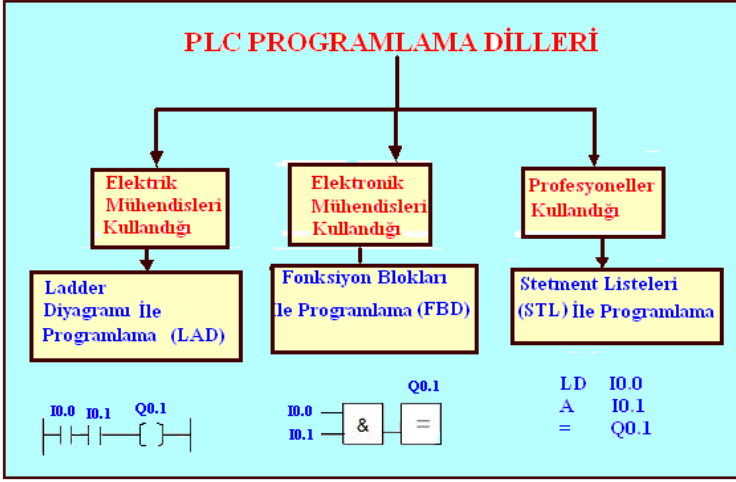 PLC PROGRAMLAMA DİLLERİ
Elektrik
Mühendisleri
Kullandığı
Elektronik
Mühendisleri
Kullandığı
Profesyoneller
Kullandığı
Ladder
Diyagramı İle
Programlama (LAD)
Fonksiyon Blokları
İle Programlama (FBD)
Stetment Listeleri
(STL) İle Programlama
I0.0 I0.1 Q0.1
Q0.1
I0.0
I0.1
& =
LD I0.0
A I0.1
= Q0.1